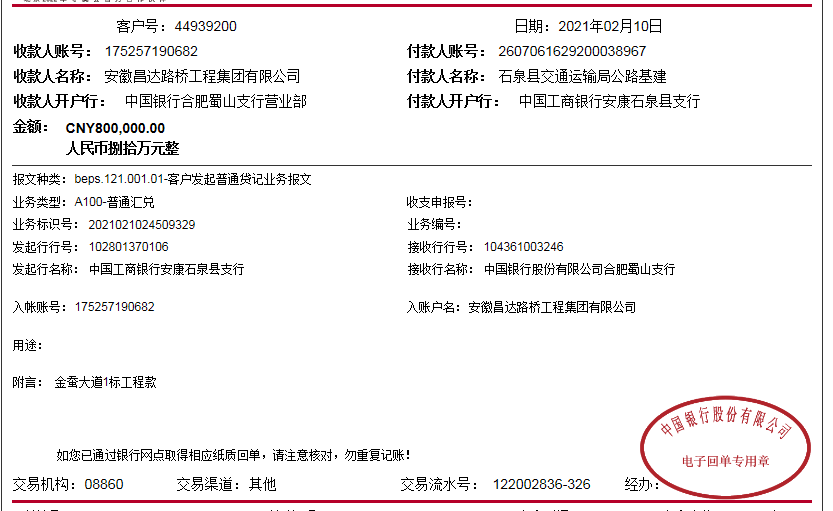 客户号：44939200 日期：2021年02月10日
收款人账号：175257190682 付款人账号：2607061629200038967
收款人名称：安徽昌达路桥工程集团有限公司 付款人名称：石泉县交通运输局公路基建
收款人开户行：中国银行合肥蜀山支行营业部 付款人开户行：中国工商银行安康石泉县支行
金额：CNY800,000.00
人民币捌拾万元整
报文种类：beps.121.001.01-客户发起普通贷记业务报文
业务类型：A100-普通汇兑 收支申报号：
业务标识号：2021021024509329 业务编号：
发起行行号：102801370106 接收行行号：104361003246
发起行名称：中国工商银行安康石泉县支行 接收行名称：中国银行股份有限公司合肥蜀山支行
入帐账号：175257190682 入账户名：安徽昌达路桥工程集团有限公司
用途：
附言：金蚕大道1标工程款
中国银行股份有限公司
电子回单专用章
如您已通过银行网点取得相应纸质回单，请注意核对，勿重复记账！
交易机构：08860 交易渠道：其他 交易流水号：122002836-326 经办：